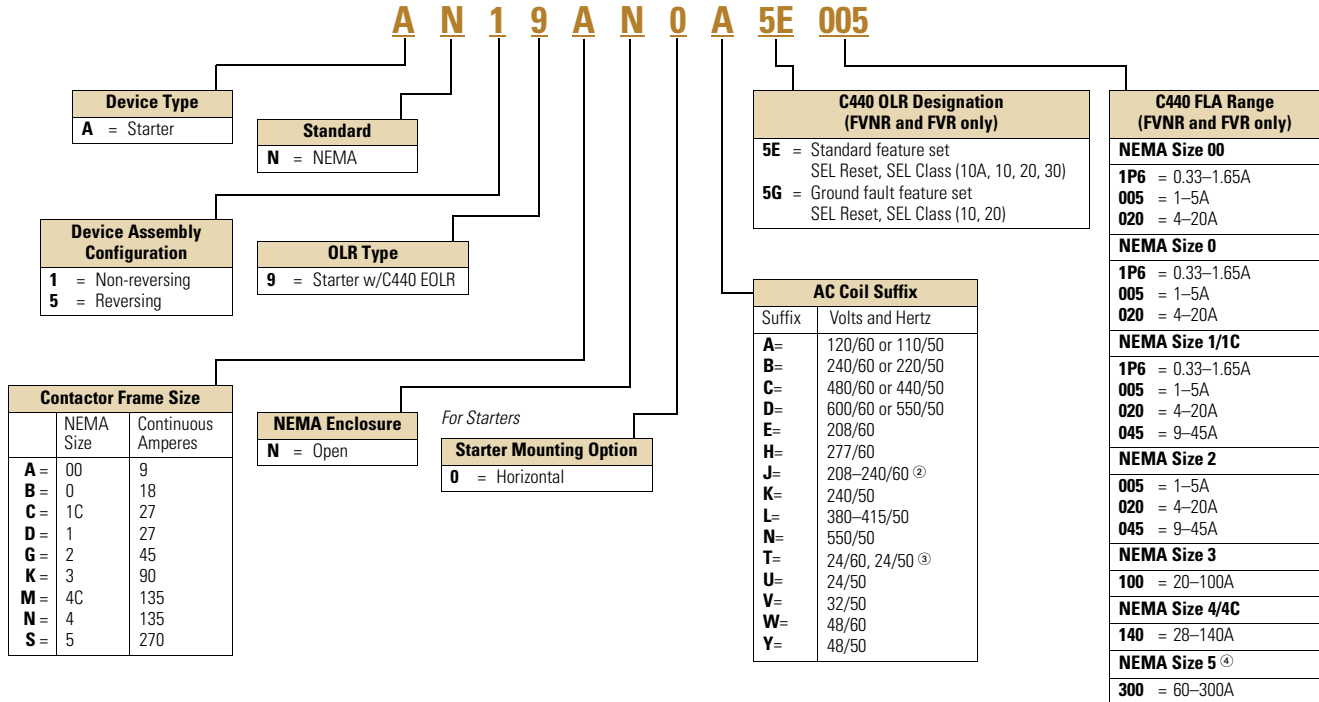 A N 1 9 A N 0 A 5E 005
Device Type
A = Starter
Standard
N = NEMA
Device Assembly
Configuration
1 = Non-reversing
5 = Reversing
OLR Type
9 = Starter w/C440 EOLR
Contactor Frame Size
NEMA Size Continuous Amperes
A = 00 9
B = 0 18
C = 1C 27
D = 1 27
G = 2 45
K = 3 90
M = 4C 135
N = 4 135
S = 5 270
NEMA Enclosure
N = Open
For Starters
Starter Mounting Option
0 = Horizontal
C440 OLR Designation
(FVNR and FVR only)
5E = Standard feature set
SEL Reset, SEL Class (10A, 10, 20, 30)
5G = Ground fault feature set
SEL Reset, SEL Class (10, 20)
AC Coil Suffix
Suffix Volts and Hertz
A= 120/60 or 110/50
B= 240/60 or 220/50
C= 480/60 or 440/50
D= 600/60 or 550/50
E= 208/60
H= 277/60
J= 208–240/60 ②
K= 240/50
L= 380–415/50
N= 550/50
T= 24/60, 24/50 ③
U= 24/50
V= 32/50
W= 48/60
Y= 48/50
C440 FLA Range
(FVNR and FVR only)
NEMA Size 00
1P6 = 0.33–1.65A
005 = 1–5A
020 = 4–20A
NEMA Size 0
1P6 = 0.33–1.65A
005 = 1–5A
020 = 4–20A
NEMA Size 1/1C
1P6 = 0.33–1.65A
005 = 1–5A
020 = 4–20A
045 = 9–45A
NEMA Size 2
005 = 1–5A
020 = 4–20A
045 = 9–45A
NEMA Size 3
100 = 20–100A
NEMA Size 4/4C
140 = 28–140A
NEMA Size 5 ④
300 = 60–300A